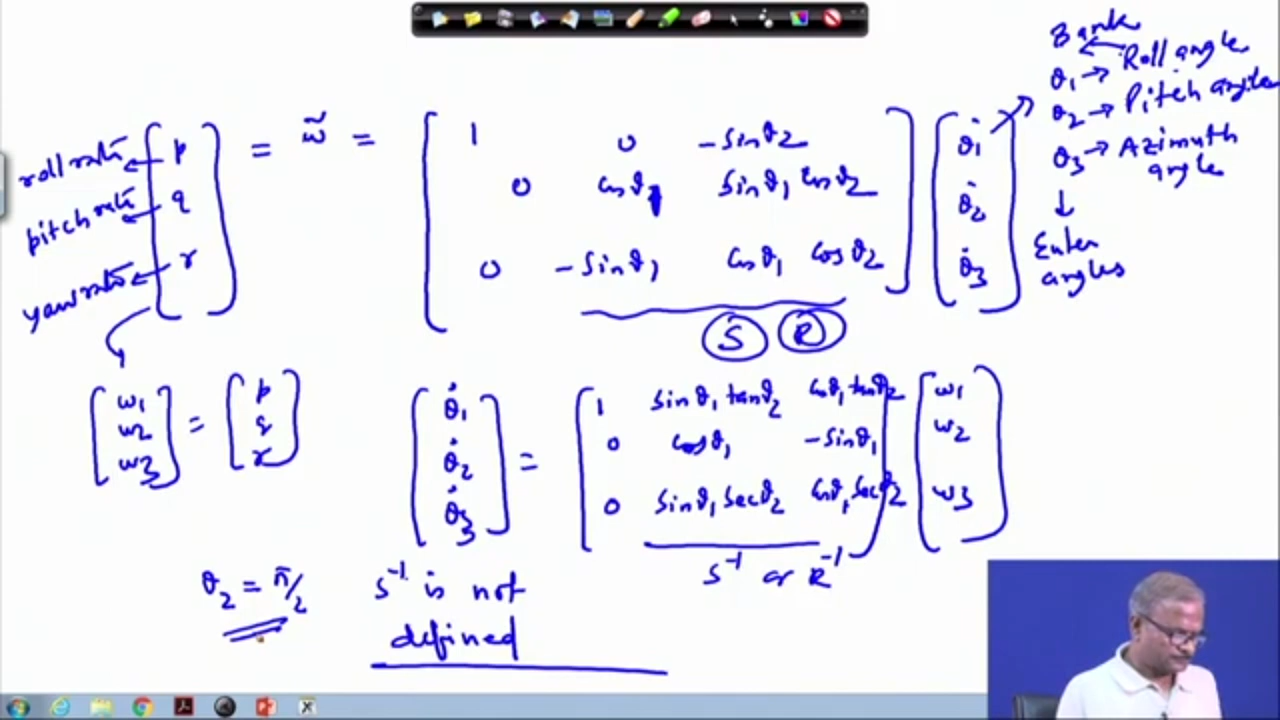 Bank
Roll angle
θ1 →
θ2 → Pitch angle
θ3 → Azimuth angle
↓
Euler angles
roll rate ← p
pitch rate ← q
yaw rate ← r
= ω̃ =
1 0 -sinθ2
0 cosθ1 sinθ1 cosθ2
0 -sinθ1 cosθ1 cosθ2
θ̇1
θ̇2
θ̇3
S R
ω1
ω2
ω3
=
p
q
r
θ̇1
θ̇2
θ̇3
=
1 sinθ1 tanθ2 cosθ1 tanθ2
0 cosθ1 -sinθ1
0 sinθ1 secθ2 cosθ1 secθ2
ω1
ω2
ω3
S⁻¹ or R⁻¹
θ2 = π/2
S⁻¹ is not
defined